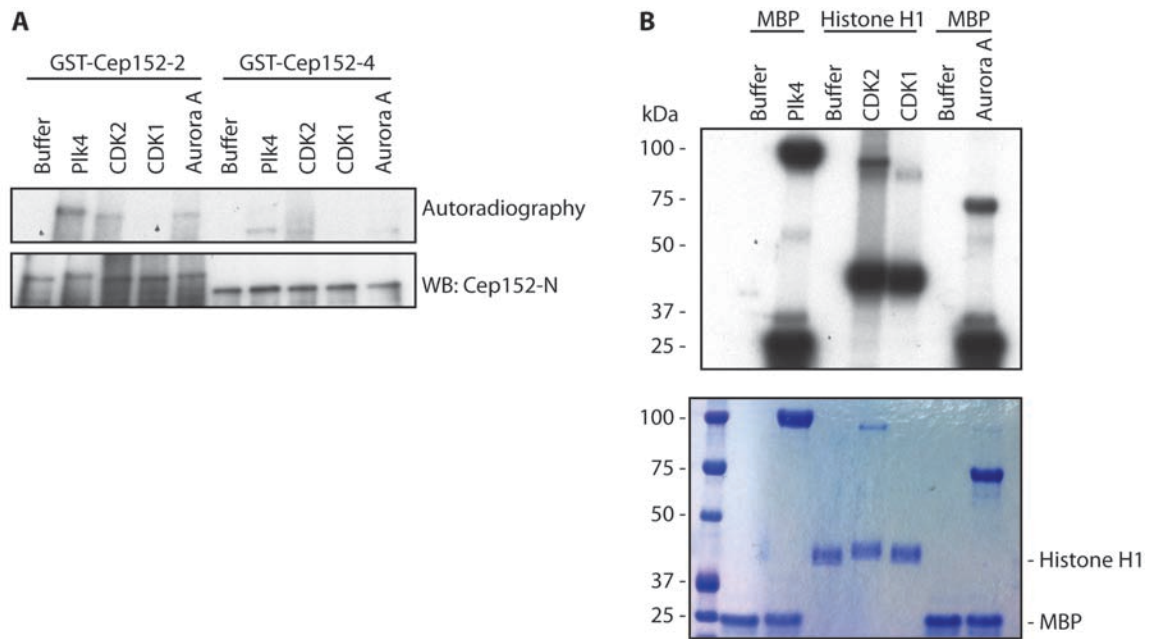 A
GST-Cep152-2 GST-Cep152-4
Buffer Plk4 CDK2 CDK1 Aurora A Buffer Plk4 CDK2 CDK1 Aurora A
Autoradiography
WB: Cep152-N
B
MBP Histone H1 MBP
Buffer Plk4 Buffer CDK2 CDK1 Buffer Aurora A
kDa
100 -
75 -
50 -
37 -
25 -
100 -
75 -
50 -
- Histone H1
37 -
25 - - MBP